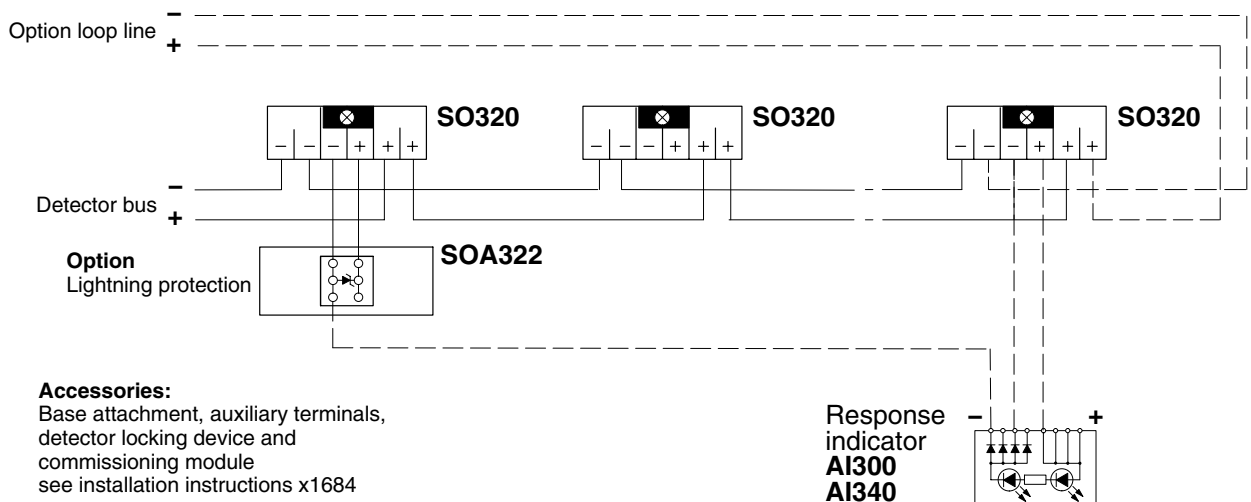 −
Option loop line
+
SO320 SO320 SO320
− − − + + + − − − + + + − − − + + +
−
Detector bus
+
SOA322
Option
Lightning protection
Accessories:
Base attachment, auxiliary terminals,
detector locking device and
commissioning module
see installation instructions x1684
Response − +
indicator
AI300
AI340